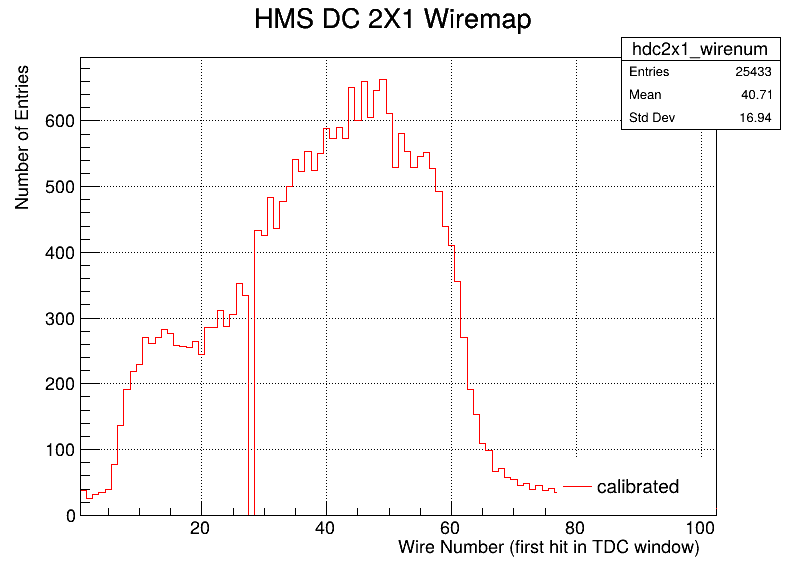 HMS DC 2X1 Wiremap
hdc2x1_wirenum
Entries 25433
Mean 40.71
Std Dev 16.94
Number of Entries
600
500
400
300
200
100
0
calibrated
20 40 60 80 100
Wire Number (first hit in TDC window)